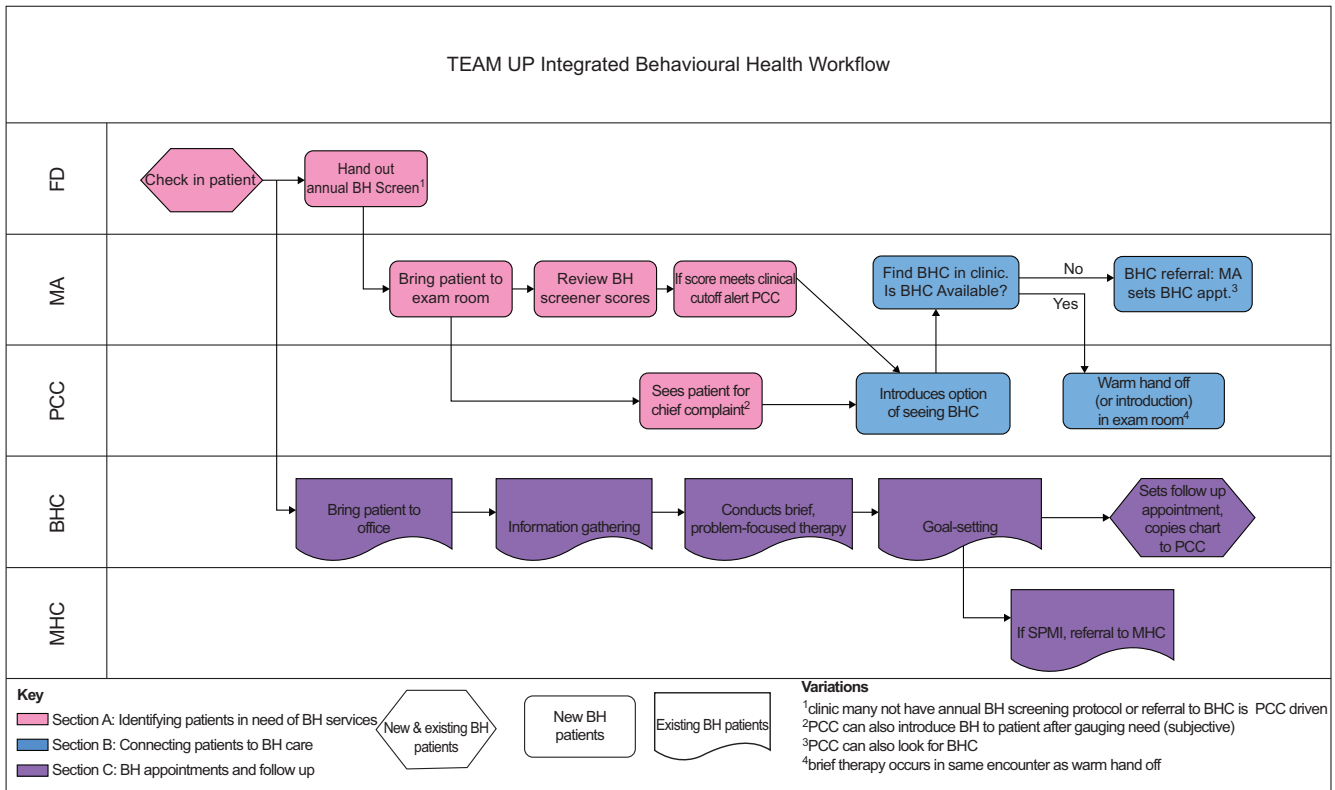 TEAM UP Integrated Behavioural Health Workflow
FD
Check in patient
Hand out
annual BH Screen¹
MA
Bring patient to
exam room
Review BH
screener scores
If score meets clinical
cutoff alert PCC
Find BHC in clinic.
Is BHC Available?
No
Yes
BHC referral: MA
sets BHC appt.³
PCC
Sees patient for
chief complaint²
Introduces option
of seeing BHC
Warm hand off
(or introduction)
in exam room⁴
BHC
Bring patient to
office
Information gathering
Conducts brief,
problem-focused therapy
Goal-setting
Sets follow up
appointment,
copies chart
to PCC
MHC
If SPMI, referral to MHC
Key
Section A: Identifying patients in need of BH services
Section B: Connecting patients to BH care
Section C: BH appointments and follow up
New & existing BH
patients
New BH
patients
Existing BH patients
Variations
¹clinic many not have annual BH screening protocol or referral to BHC is PCC driven
²PCC can also introduce BH to patient after gauging need (subjective)
³PCC can also look for BHC
⁴brief therapy occurs in same encounter as warm hand off